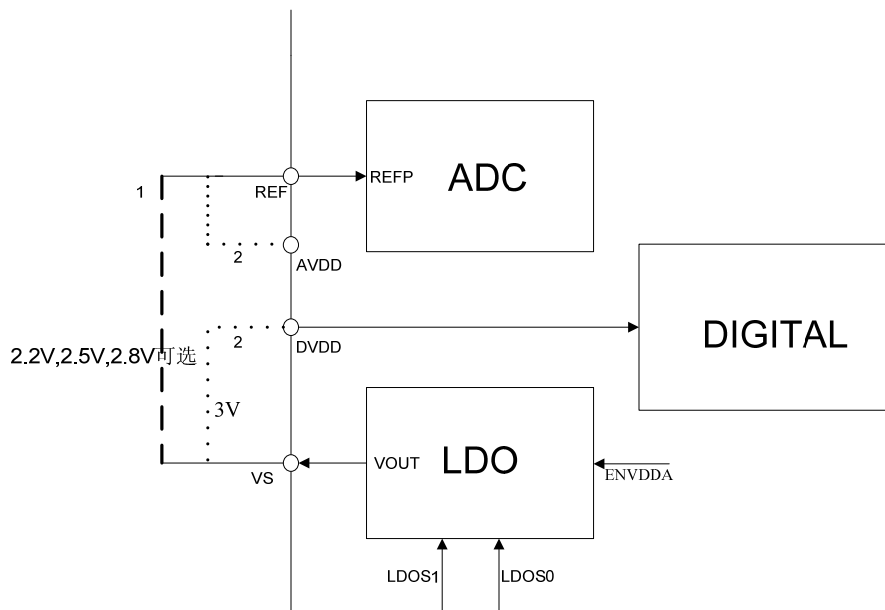 ADC
REFP
1
REF
2
AVDD
2
DVDD
DIGITAL
2.2V,2.5V,2.8V可选
3V
VOUT
LDO
ENVDDA
VS
LDOS1
LDOS0